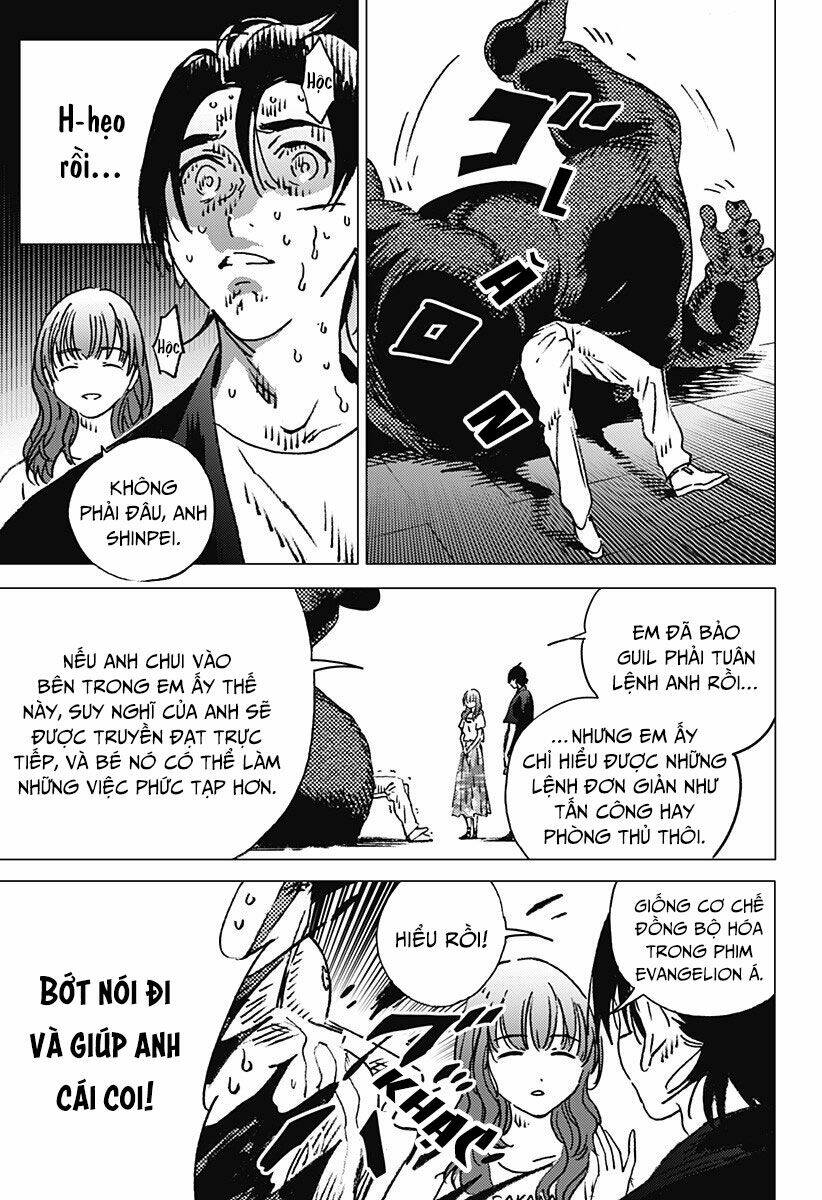 ゴ
LOÀN
H-hẹo
rồi...
Hộc
Hộc
KHÔNG
PHẢI ĐÂU, ANH
SHINPEI.
EM ĐÃ BẢO
GUIL PHẢI TUÂN
LỆNH ANH RỒI...
...NHƯNG EM ẤY
CHỈ HIỂU ĐƯỢC NHỮNG
LỆNH ĐƠN GIẢN NHƯ
TẤN CÔNG HAY
PHÒNG THỦ THÔI.
NẾU ANH CHUI VÀO
BÊN TRONG EM ẤY THẾ
NÀY, SUY NGHĨ CỦA ANH SẼ
ĐƯỢC TRUYỀN ĐẠT TRỰC
TIẾP, VÀ BÉ NÓ CÓ THỂ LÀM
NHỮNG VIỆC PHỨC TẠP HƠN.
GIỐNG CƠ CHẾ
ĐỒNG BỘ HÓA
TRONG PHIM
EVANGELION Á.
HIỂU RỒI!
KHẠC
BỚT NÓI ĐI
VÀ GIÚP ANH
CÁI COI!